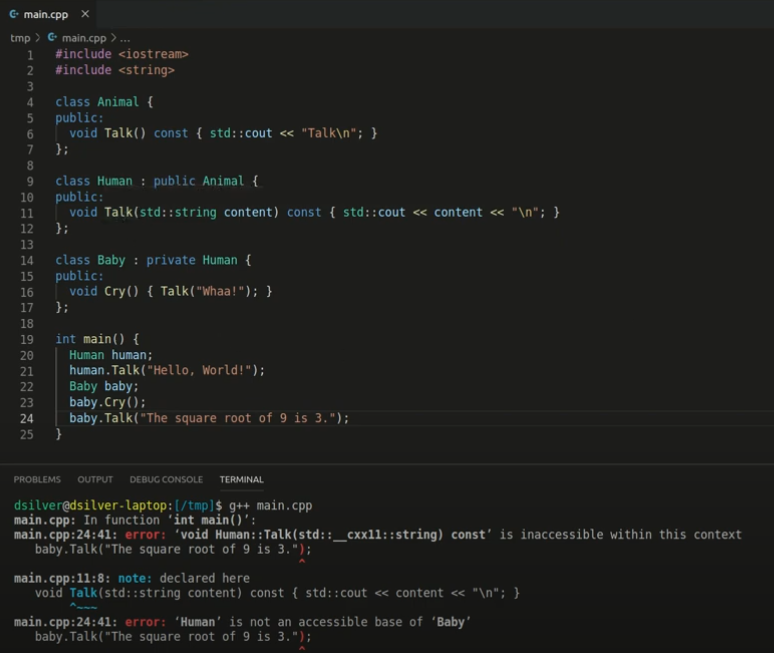 main.cpp ×
tmp > main.cpp > ...
1 #include <iostream>
2 #include <string>
3
4 class Animal {
5 public:
6 void Talk() const { std::cout << "Talk\n"; }
7 };
8
9 class Human : public Animal {
10 public:
11 void Talk(std::string content) const { std::cout << content << "\n"; }
12 };
13
14 class Baby : private Human {
15 public:
16 void Cry() { Talk("Whaa!"); }
17 };
18
19 int main() {
20 Human human;
21 human.Talk("Hello, World!");
22 Baby baby;
23 baby.Cry();
24 baby.Talk("The square root of 9 is 3.");
25 }
PROBLEMS OUTPUT DEBUG CONSOLE TERMINAL
dsilver@dsilver-laptop:[/tmp]$ g++ main.cpp
main.cpp: In function ‘int main()’:
main.cpp:24:41: error: ‘void Human::Talk(std::__cxx11::string) const’ is inaccessible within this context
baby.Talk("The square root of 9 is 3.");
^
main.cpp:11:8: note: declared here
void Talk(std::string content) const { std::cout << content << "\n"; }
^~~~
main.cpp:24:41: error: ‘Human’ is not an accessible base of ‘Baby’
baby.Talk("The square root of 9 is 3.");
^